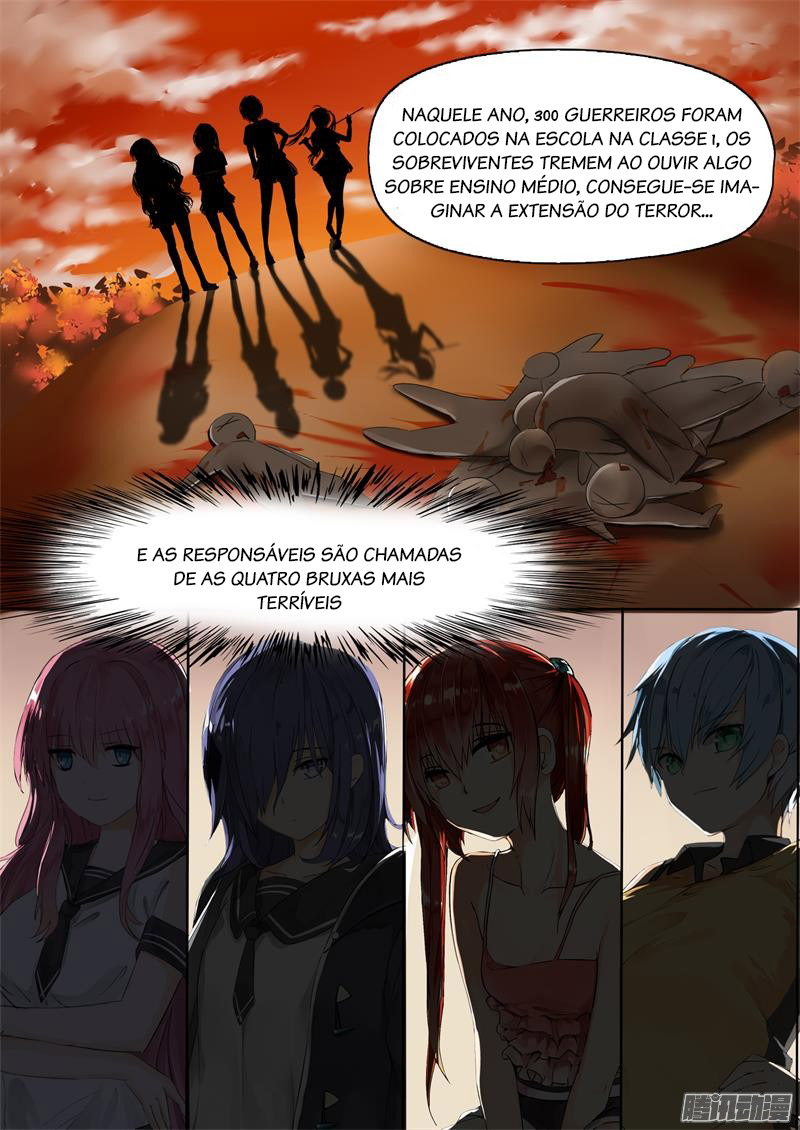 NAQUELE ANO, 300 GUERREIROS FORAM
COLOCADOS NA ESCOLA NA CLASSE 1, OS
SOBREVIVENTES TREMEM AO OUVIR ALGO
SOBRE ENSINO MÉDIO, CONSEGUE-SE IMA-
GINAR A EXTENSÃO DO TERROR...
E AS RESPONSÁVEIS SÃO CHAMADAS
DE AS QUATRO BRUXAS MAIS
TERRÍVEIS
腾讯动漫